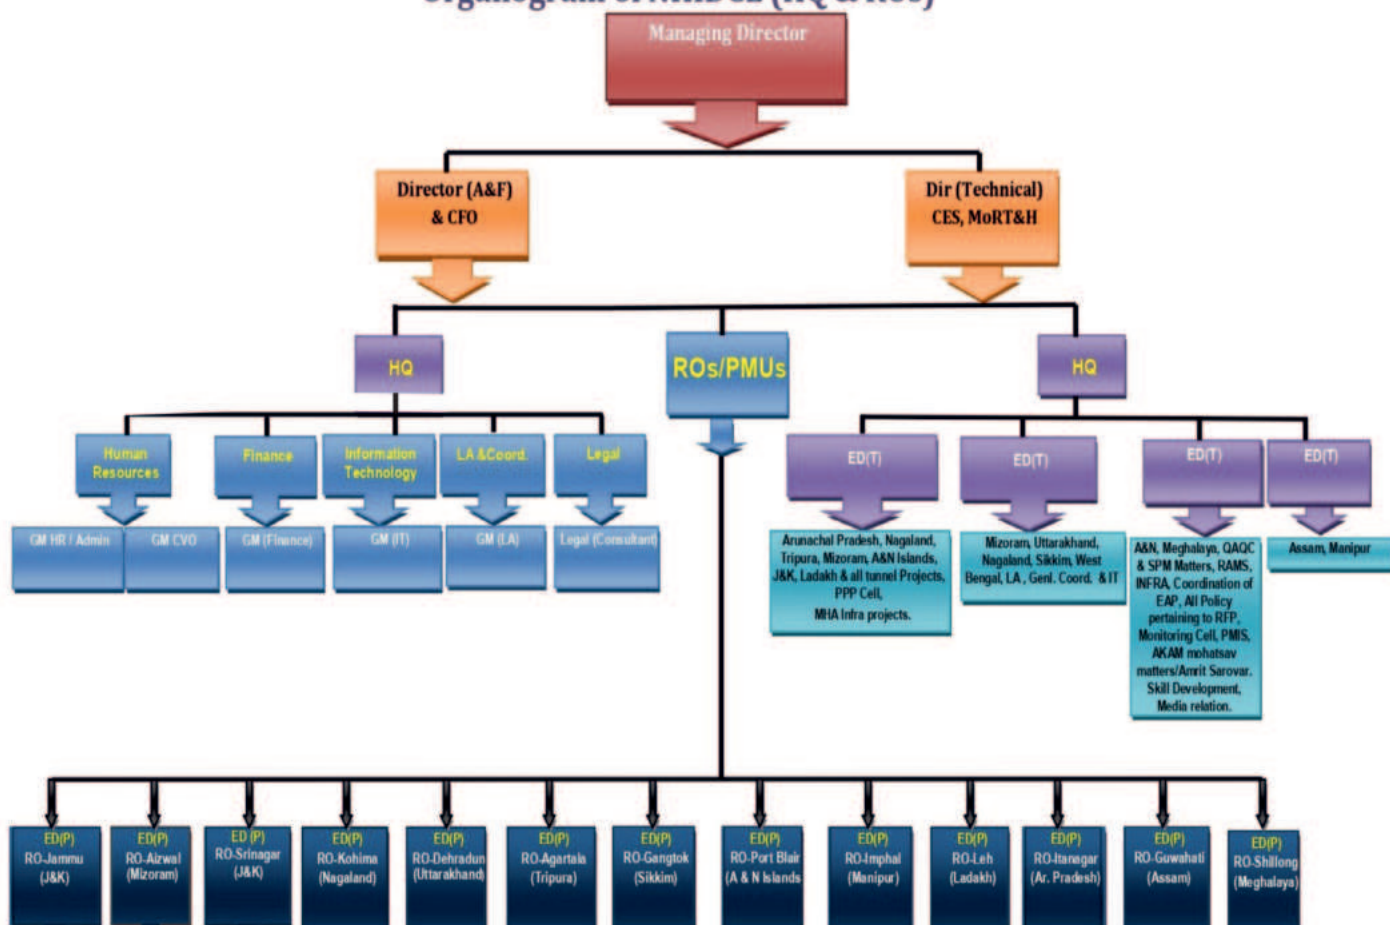 Managing Director
Director (A&F)
& CFO
Dir (Technical)
CES, MoRT&H
HQ
ROs/PMUs
HQ
Human
Resources
Finance
Information
Technology
LA &Coord.
Legal
ED(T)
ED(T)
ED(T)
ED(T)
GM HR / Admin
GM CVO
GM (Finance)
GM (IT)
GM (LA)
Legal (Consultant)
Arunachal Pradesh, Nagaland,
Tripura, Mizoram, A&N Islands,
J&K, Ladakh & all tunnel Projects,
PPP Cell,
MHA Infra projects.
Mizoram, Uttarakhand,
Nagaland, Sikkim, West
Bengal, LA , Genl. Coord. & IT
A&N, Meghalaya, QAQC
& SPM Matters, RAMS,
INFRA, Coordination of
EAP, All Policy
pertaining to RFP,
Monitoring Cell, PMIS,
AKAM mohatsav
matters/Amrit Sarovar.
Skill Development,
Media relation.
Assam, Manipur
ED(P)
RO-Jammu
(J&K)
ED(P)
RO-Aizwal
(Mizoram)
ED (P)
RO-Srinagar
(J&K)
ED(P)
RO-Kohima
(Nagaland)
ED(P)
RO-Dehradun
(Uttarakhand)
ED(P)
RO-Agartala
(Tripura)
ED(P)
RO-Gangtok
(Sikkim)
ED(P)
RO-Port Blair
(A & N Islands
ED(P)
RO-Imphal
(Manipur)
ED(P)
RO-Leh
(Ladakh)
ED(P)
RO-Itanagar
(Ar. Pradesh)
ED(P)
RO-Guwahati
(Assam)
ED(P)
RO-Shillong
(Meghalaya)